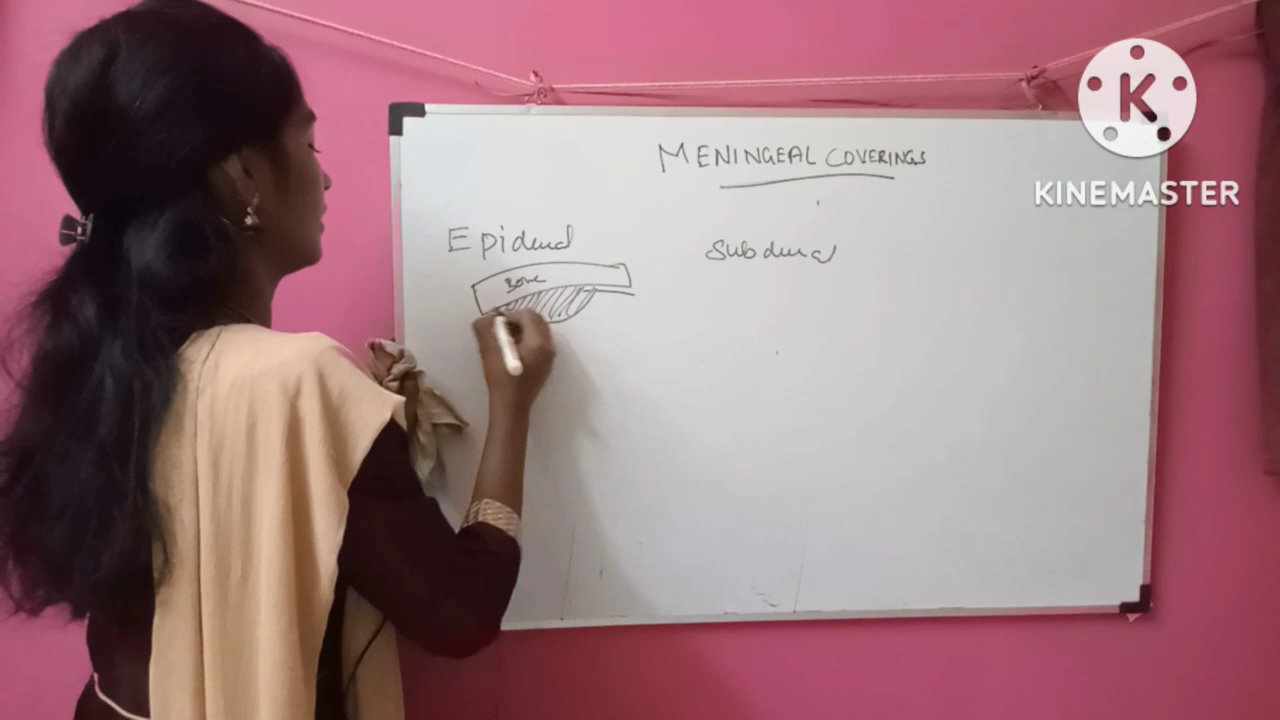 MENINGEAL COVERINGS
Epidural
Subdural
Bone
K
KINEMASTER